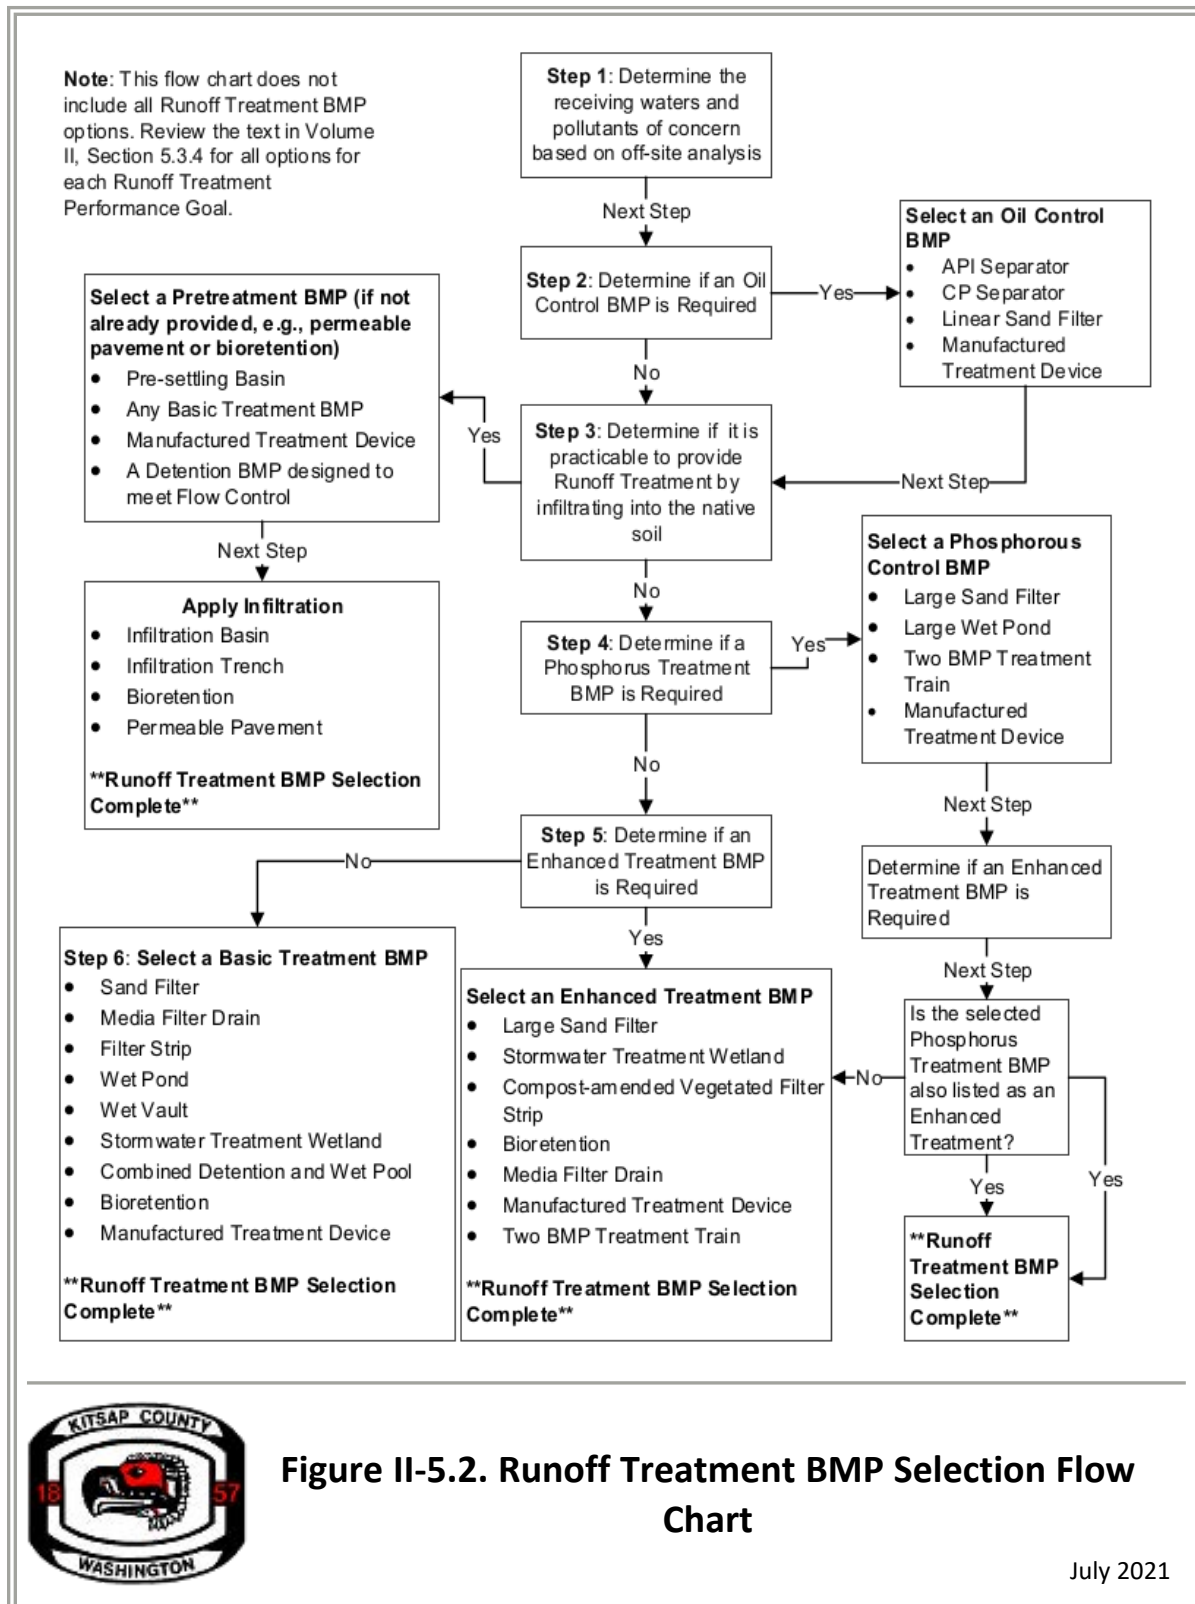 Note: This flow chart does not
include all Runoff Treatment BMP
options. Review the text in Volume
II, Section 5.3.4 for all options for
each Runoff Treatment
Performance Goal.
Step 1: Determine the
receiving waters and
pollutants of concern
based on off-site analysis
Next Step
Step 2: Determine if an Oil
Control BMP is Required
Yes
Select an Oil Control
BMP
• API Separator
• CP Separator
• Linear Sand Filter
• Manufactured
Treatment Device
Next Step
No
Step 3: Determine if it is
practicable to provide
Runoff Treatment by
infiltrating into the native
soil
Yes
Select a Pretreatment BMP (if not
already provided, e.g., permeable
pavement or bioretention)
• Pre-settling Basin
• Any Basic Treatment BMP
• Manufactured Treatment Device
• A Detention BMP designed to
meet Flow Control
Next Step
Apply Infiltration
• Infiltration Basin
• Infiltration Trench
• Bioretention
• Permeable Pavement
**Runoff Treatment BMP Selection
Complete**
No
Step 4: Determine if a
Phosphorus Treatment
BMP is Required
Yes
Select a Phosphorous
Control BMP
• Large Sand Filter
• Large Wet Pond
• Two BMP Treatment
Train
• Manufactured
Treatment Device
Next Step
Determine if an Enhanced
Treatment BMP is
Required
Next Step
Is the selected
Phosphorus
Treatment BMP
also listed as an
Enhanced
Treatment?
No
Yes
Yes
**Runoff
Treatment BMP
Selection
Complete**
No
Step 5: Determine if an
Enhanced Treatment BMP
is Required
No
Yes
Step 6: Select a Basic Treatment BMP
• Sand Filter
• Media Filter Drain
• Filter Strip
• Wet Pond
• Wet Vault
• Stormwater Treatment Wetland
• Combined Detention and Wet Pool
• Bioretention
• Manufactured Treatment Device
**Runoff Treatment BMP Selection
Complete**
Select an Enhanced Treatment BMP
• Large Sand Filter
• Stormwater Treatment Wetland
• Compost-amended Vegetated Filter
Strip
• Bioretention
• Media Filter Drain
• Manufactured Treatment Device
• Two BMP Treatment Train
**Runoff Treatment BMP Selection
Complete**
KITSAP COUNTY
18 57
WASHINGTON
Figure II-5.2. Runoff Treatment BMP Selection Flow
Chart
July 2021